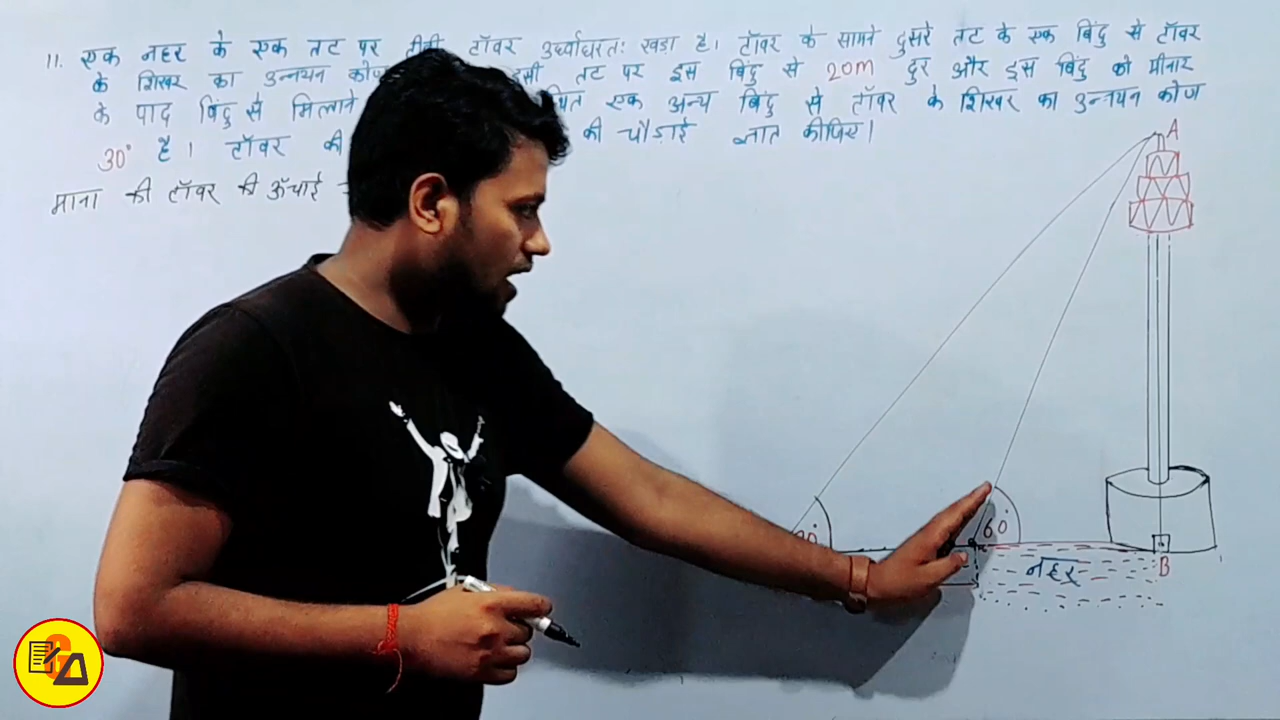 11. एक नहर के एक तट पर टीवी टॉवर उर्ध्वाधरतः खडा है। टॉवर के सामने दुसरे तट के एक बिंदु से टॉवर
के शिखर का उन्नयन कोण इसी तट पर इस बिंदु से 20m दुर और इस बिंदु को मीनार
के पाद बिंदु से मिलाने एक अन्य बिंदु से टॉवर के शिखर का उन्नयन कोण
30° है। टॉवर की की चौड़ाई ज्ञात कीजिए।
माना की टॉवर की ऊँचाई
A
30°
60°
नहर
B